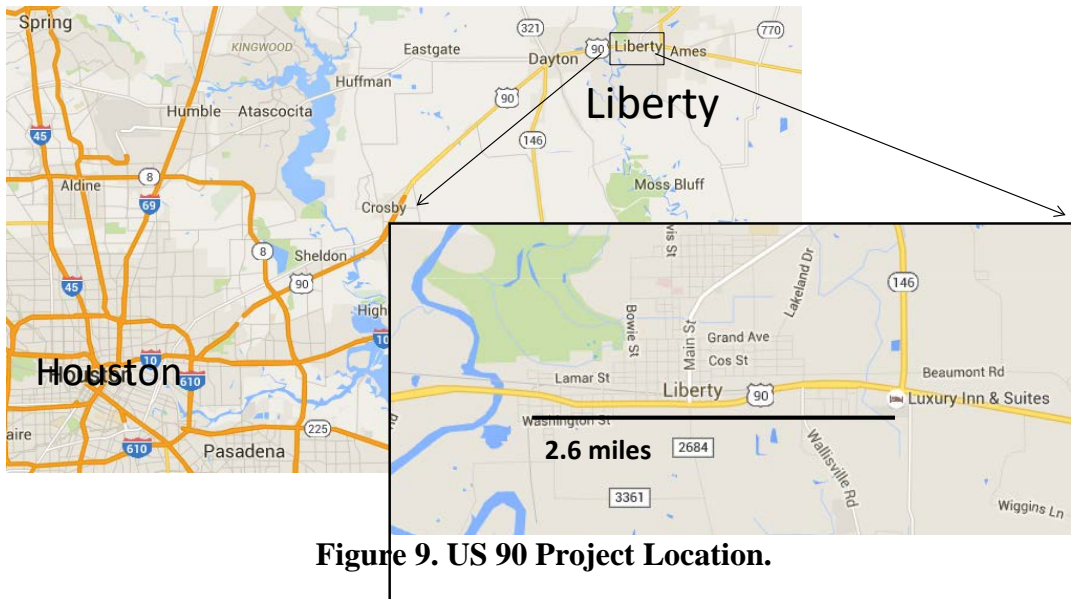 Spring
KINGWOOD
Eastgate
321
Dayton
90
Liberty
Ames
770
Huffman
Liberty
Humble
Atascocita
90
45
146
8
Aldine
69
Moss Bluff
Crosby
8
Sheldon
90
45
High
10
10
Houston
610
225
aire
610
Pasadena
Bowie St
Main St
Lakeland Dr
146
Grand Ave
Cos St
Lamar St
Beaumont Rd
Liberty
90
Luxury Inn & Suites
Washington St
2.6 miles
2684
Wallisville Rd
3361
Wiggins Ln
Figure 9. US 90 Project Location.